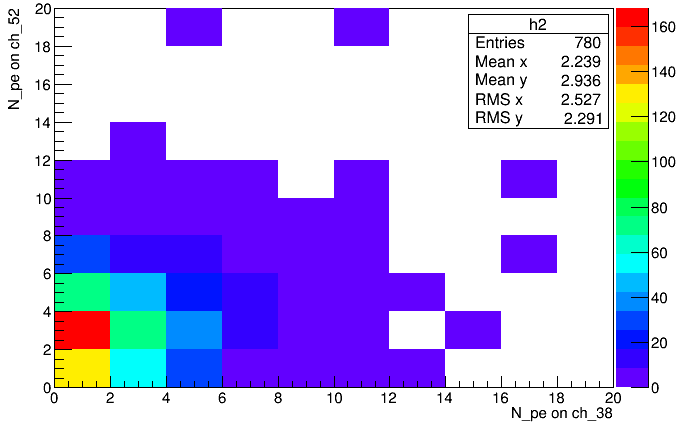 N_pe on ch_52
20
18
16
14
12
10
8
6
4
2
0
h2
Entries 780
Mean x 2.239
Mean y 2.936
RMS x 2.527
RMS y 2.291
160
140
120
100
80
60
40
20
0
0 2 4 6 8 10 12 14 16 18 20
N_pe on ch_38